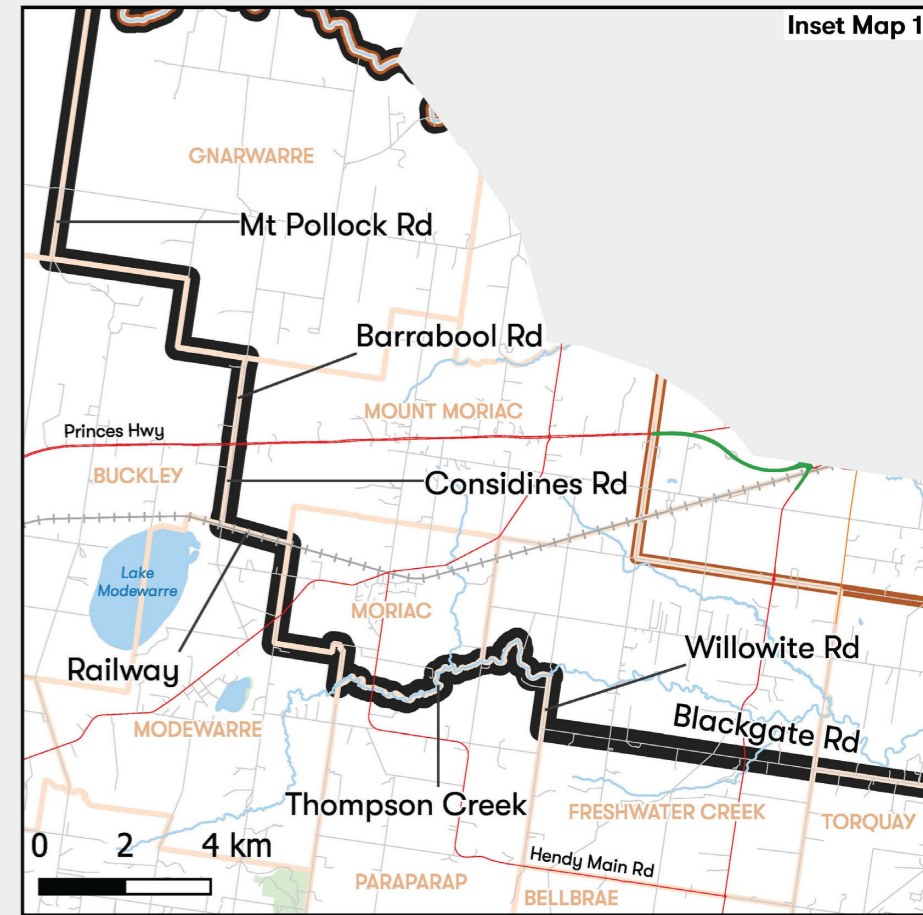 Inset Map 1
GNARWARRE
Mt Pollock Rd
Barrabool Rd
MOUNT MORIAC
Princes Hwy
BUCKLEY
Considines Rd
Lake
Modewarre
MORIAC
Railway
Willowite Rd
MODEWARRE
Blackgate Rd
Thompson Creek
FRESHWATER CREEK
TORQUAY
0 2 4 km
Hendy Main Rd
PARAPARAP
BELLBRAE